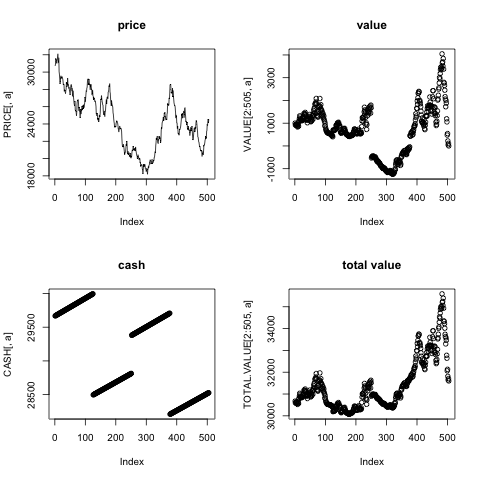 price
PRICE[, a]
18000 24000 30000
0 100 200 300 400 500
Index
value
VALUE[2:505, a]
-1000 1000 3000
0 100 200 300 400 500
Index
cash
CASH[, a]
28500 29500
0 100 200 300 400 500
Index
total value
TOTAL.VALUE[2:505, a]
30000 32000 34000
0 100 200 300 400 500
Index